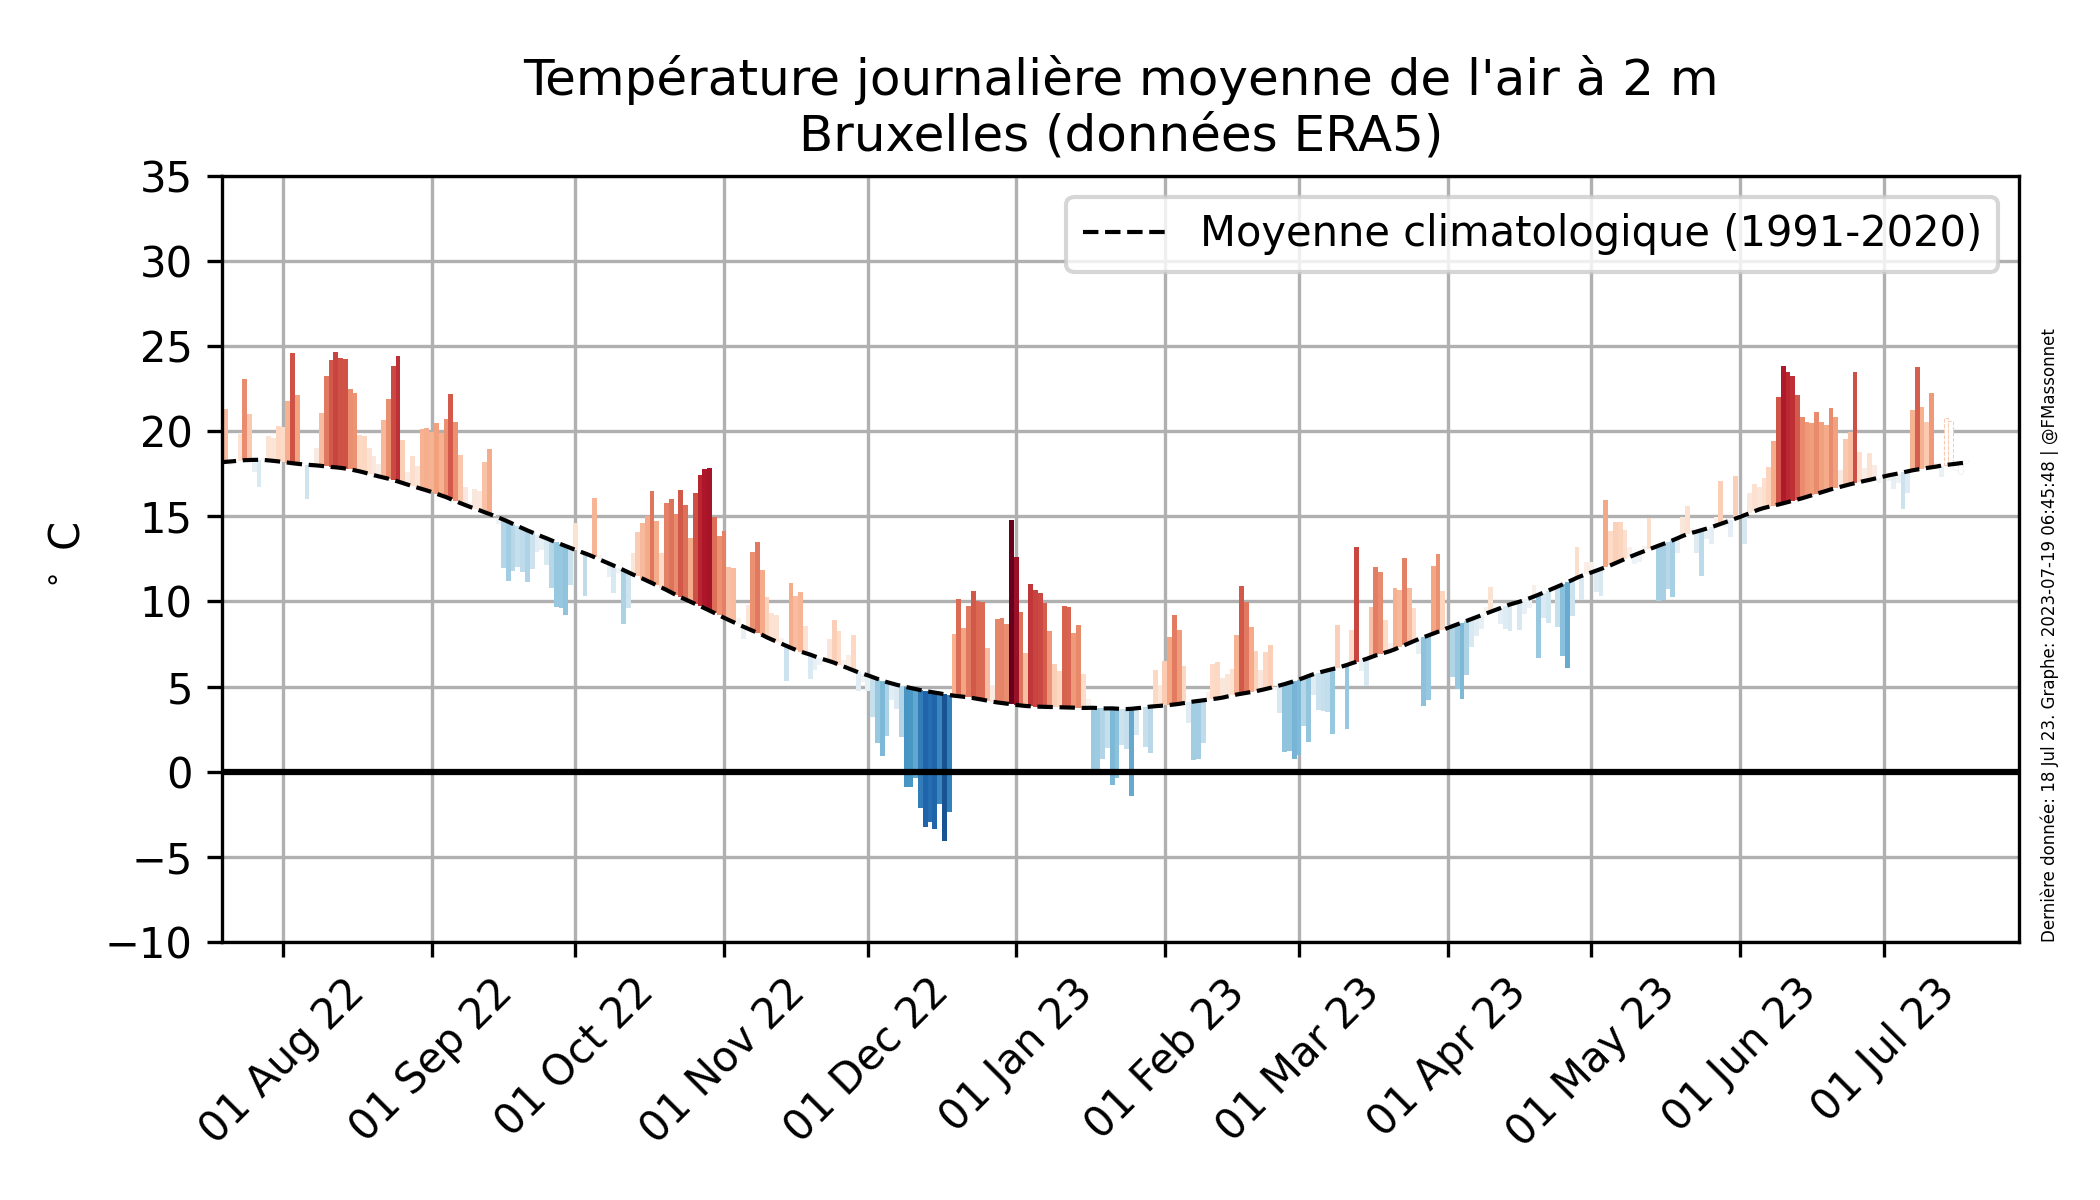 Température journalière moyenne de l'air à 2 m
Bruxelles (données ERA5)
35
30
25
20
15
10
5
0
−5
−10
° C
Moyenne climatologique (1991-2020)
01 Aug 22
01 Sep 22
01 Oct 22
01 Nov 22
01 Dec 22
01 Jan 23
01 Feb 23
01 Mar 23
01 Apr 23
01 May 23
01 Jun 23
01 Jul 23
Dernière donnée: 18 Jul 23. Graphe: 2023-07-19 06:45:48 | @FMassonnet